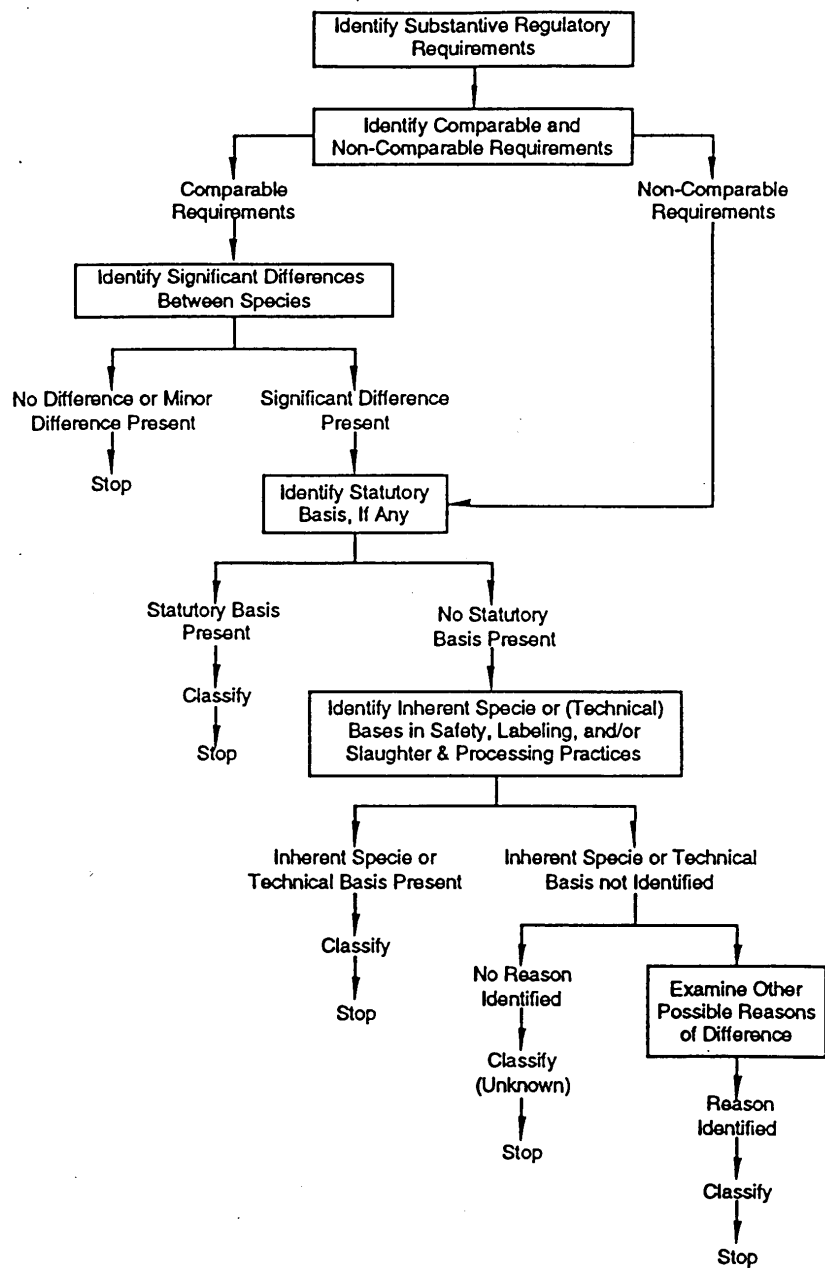 Identify Substantive Regulatory
Requirements
Identify Comparable and
Non-Comparable Requirements
Comparable
Requirements
Non-Comparable
Requirements
Identify Significant Differences
Between Species
No Difference or Minor
Difference Present
Stop
Significant Difference
Present
Identify Statutory
Basis, If Any
Statutory Basis
Present
Classify
Stop
No Statutory
Basis Present
Identify Inherent Specie or (Technical)
Bases in Safety, Labeling, and/or
Slaughter & Processing Practices
Inherent Specie or
Technical Basis Present
Classify
Stop
Inherent Specie or Technical
Basis not Identified
No Reason
Identified
Classify
(Unknown)
Stop
Examine Other
Possible Reasons
of Difference
Reason
Identified
Classify
Stop